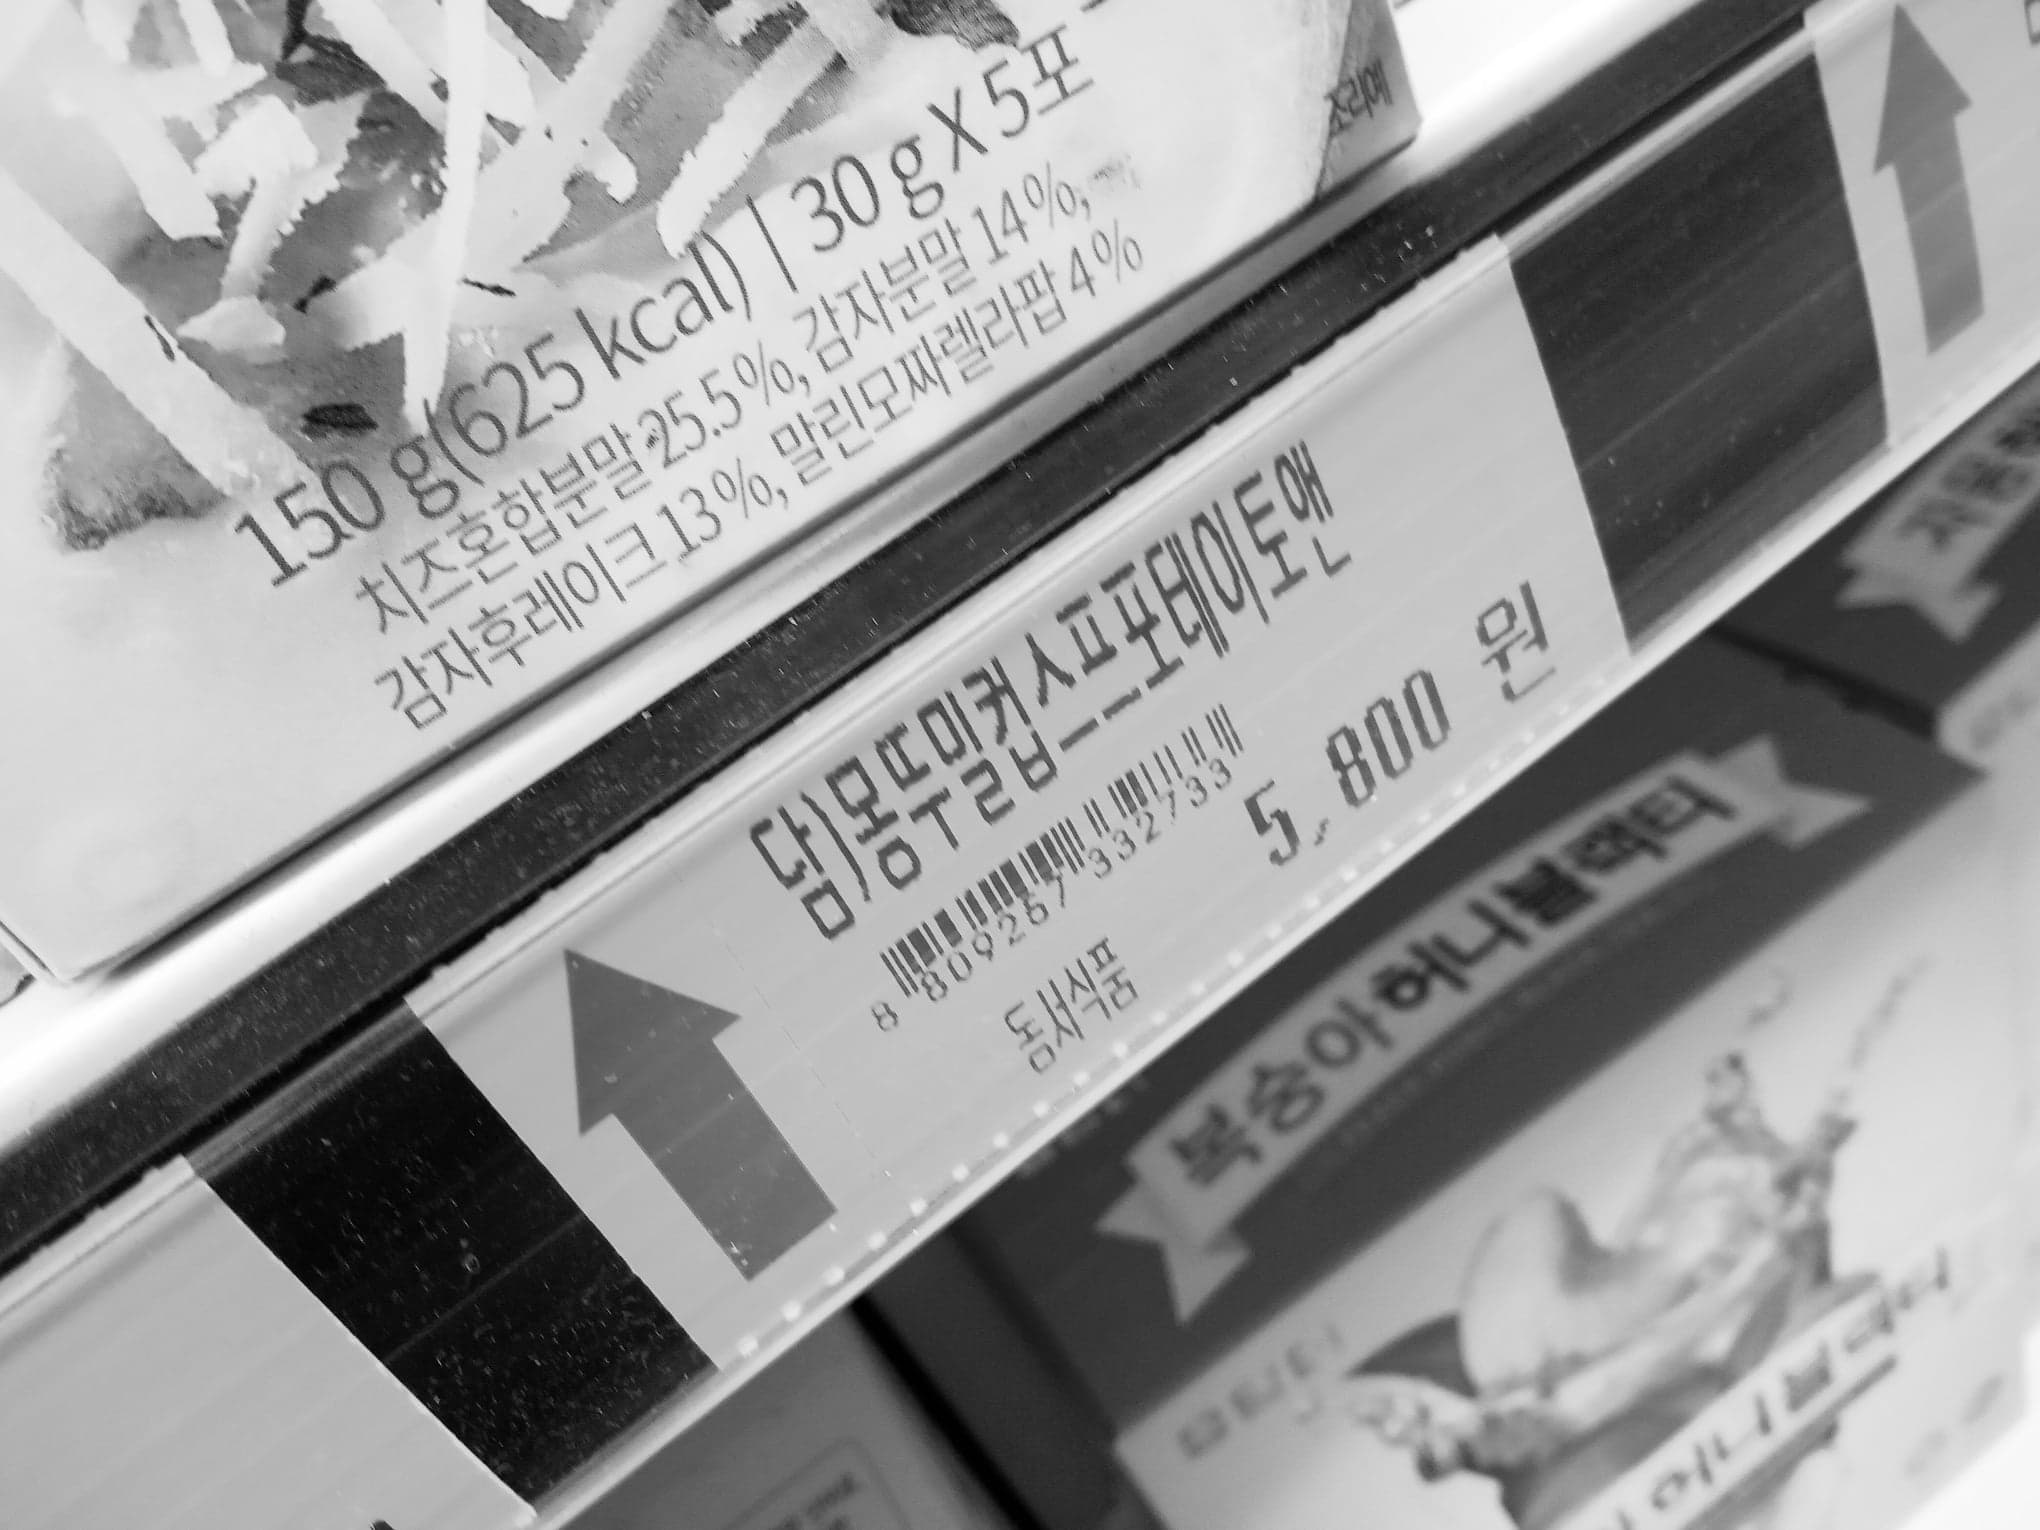 150 g(625 kcal) | 30 g X 5포
치즈혼합분말 25.5%, 감자분말 14%,
감자후레이크 13%, 말린모짜렐라팝 4%
조리예
담)몽뚜밀컵스프포테이토앤
8 809267 332733
5,800 원
동서식품
복숭아허니블랙티